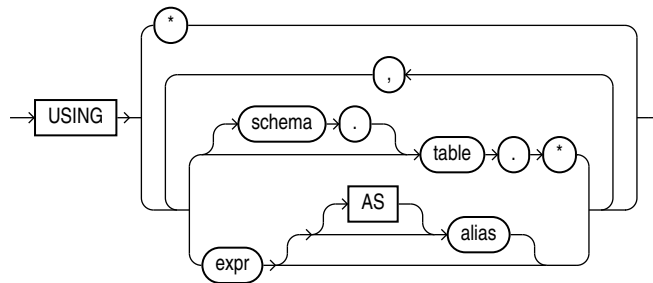 *
,
schema .
USING
table . *
AS
alias
expr